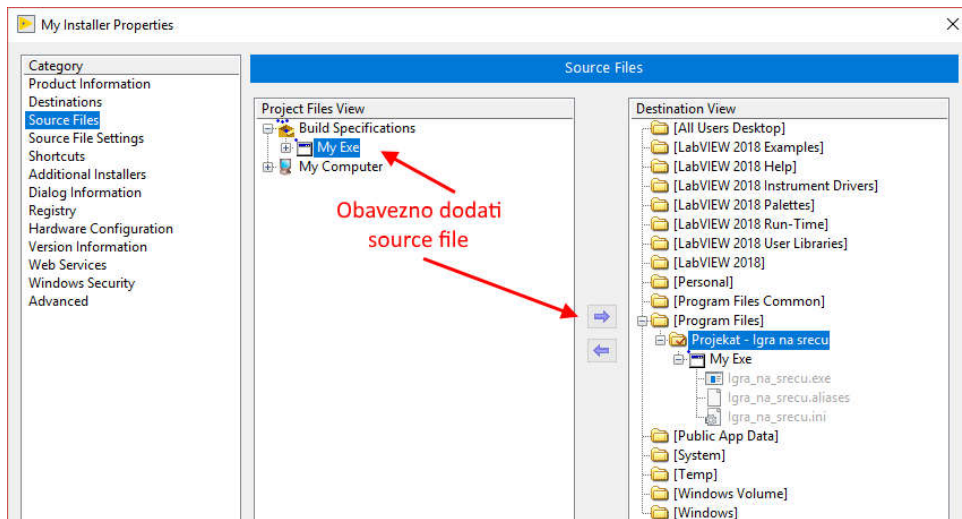 My Installer Properties
Category
Product Information
Destinations
Source Files
Source File Settings
Shortcuts
Additional Installers
Dialog Information
Registry
Hardware Configuration
Version Information
Web Services
Windows Security
Advanced
Source Files
Project Files View
Build Specifications
My Exe
My Computer
Obavezno dodati
source file
Destination View
[All Users Desktop]
[LabVIEW 2018 Examples]
[LabVIEW 2018 Help]
[LabVIEW 2018 Instrument Drivers]
[LabVIEW 2018 Palettes]
[LabVIEW 2018 Run-Time]
[LabVIEW 2018 User Libraries]
[LabVIEW 2018]
[Personal]
[Program Files Common]
[Program Files]
Projekat - Igra na srecu
My Exe
Igra_na_srecu.exe
Igra_na_srecu.aliases
Igra_na_srecu.ini
[Public App Data]
[System]
[Temp]
[Windows Volume]
[Windows]